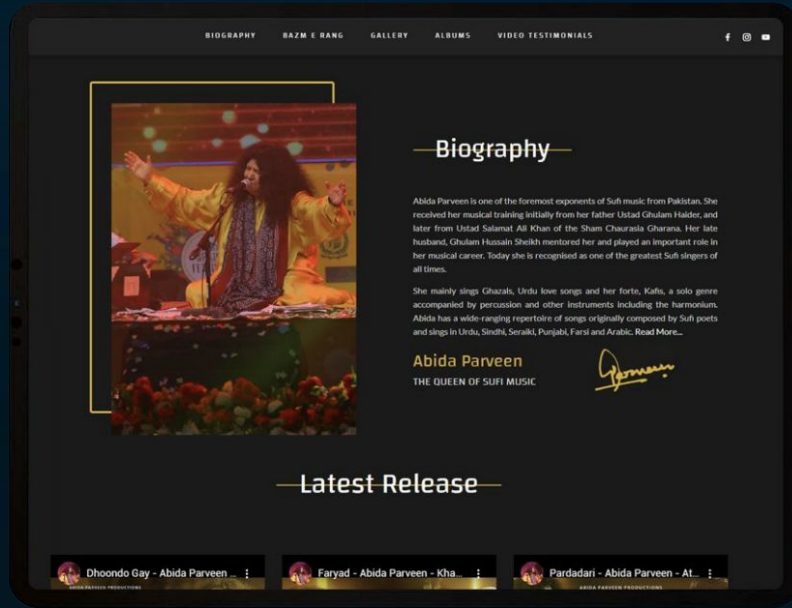 BIOGRAPHY BAZM E RANG GALLERY ALBUMS VIDEO TESTIMONIALS
Biography
Abida Parveen is one of the foremost exponents of Sufi music from Pakistan. She
received her musical training initially from her father Ustad Ghulam Haider, and
later from Ustad Salamat Ali Khan of the Sham Chaurasia Gharana. Her late
husband, Ghulam Hussain Sheikh mentored her and played an important role in
her musical career. Today she is recognised as one of the greatest Sufi singers of
all times.
She mainly sings Ghazals, Urdu love songs and her forte, Kafis, a solo genre
accompanied by percussion and other instruments including the harmonium.
Abida has a wide-ranging repertoire of songs originally composed by Sufi poets
and sings in Urdu, Sindhi, Seraiki, Punjabi, Farsi and Arabic. Read More...
Abida Parveen
THE QUEEN OF SUFI MUSIC
Latest Release
Dhoondo Gay - Abida Parveen ...
Faryad - Abida Parveen - Kha...
Pardadari - Abida Parveen - At...
ABIDA PARVEEN PRODUCTIONS
ABIDA PARVEEN PRODUCTIONS